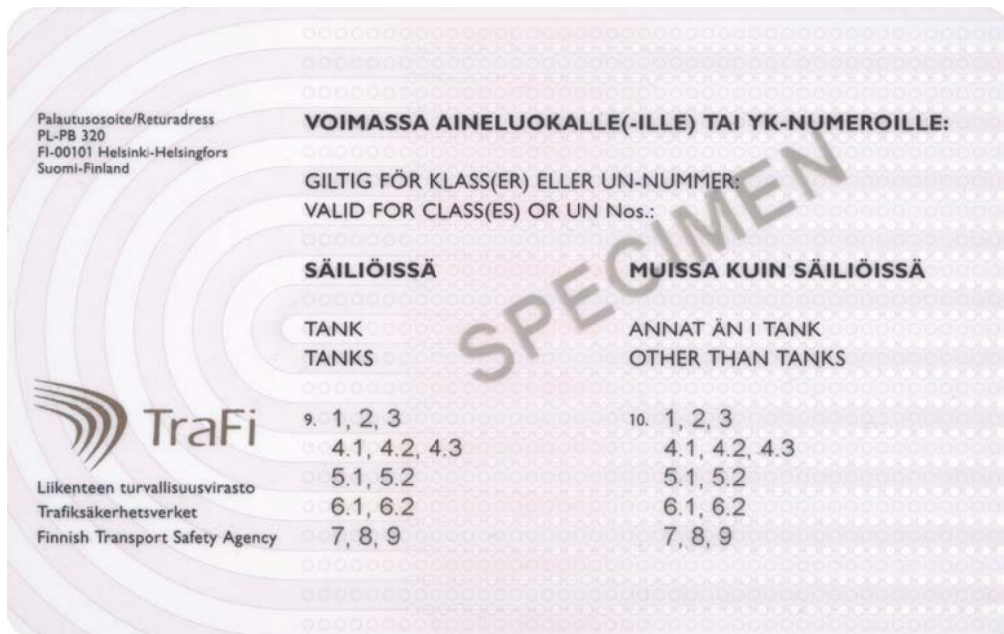 Palautusosoite/Returadress
PL-PB 320
FI-00101 Helsinki-Helsingfors
Suomi-Finland
VOIMASSA AINELUOKALLE(-ILLE) TAI YK-NUMEROILLE:
GILTIG FÖR KLASS(ER) ELLER UN-NUMMER:
VALID FOR CLASS(ES) OR UN Nos.:
SPECIMEN
SÄILIÖISSÄ
TANK
TANKS
9. 1, 2, 3
4.1, 4.2, 4.3
5.1, 5.2
6.1, 6.2
7, 8, 9
MUISSA KUIN SÄILIÖISSÄ
ANNAT ÄN I TANK
OTHER THAN TANKS
10. 1, 2, 3
4.1, 4.2, 4.3
5.1, 5.2
6.1, 6.2
7, 8, 9
TraFi
Liikenteen turvallisuusvirasto
Trafiksäkerhetsverket
Finnish Transport Safety Agency